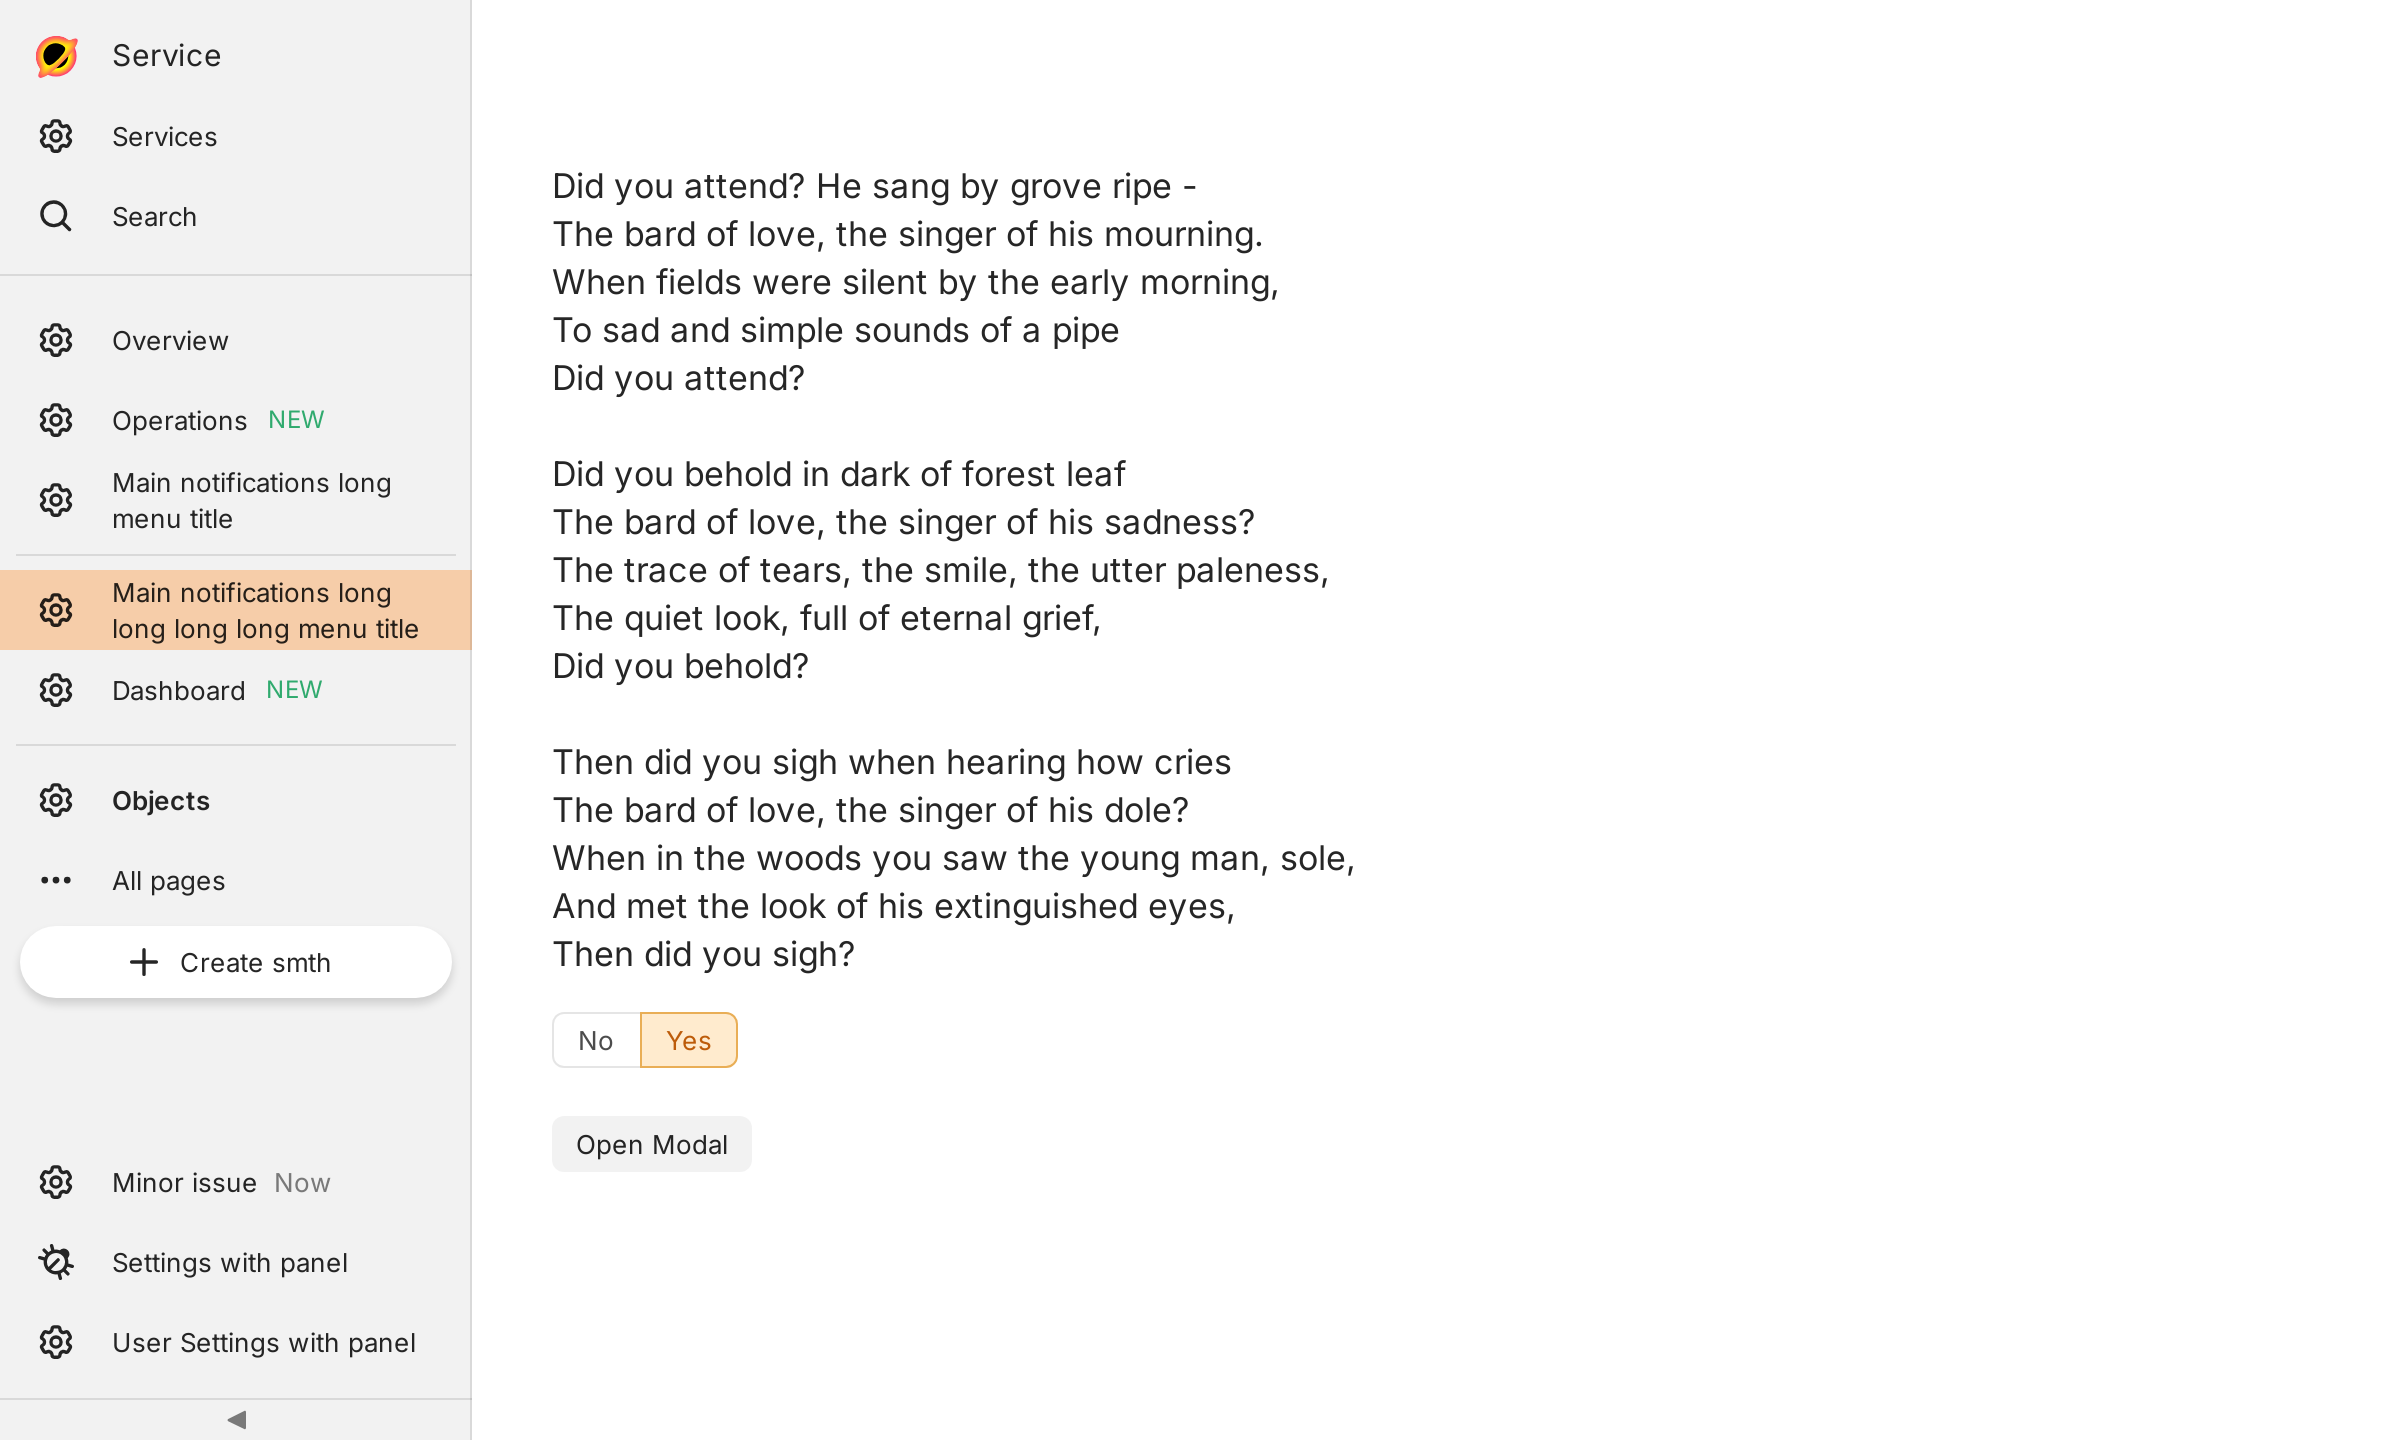 Service
Services
Search
Overview
Operations NEW
Main notifications long
menu title
Main notifications long
long long long menu title
Dashboard NEW
Objects
All pages
Create smth
Minor issue Now
Settings with panel
User Settings with panel
Did you attend? He sang by grove ripe -
The bard of love, the singer of his mourning.
When fields were silent by the early morning,
To sad and simple sounds of a pipe
Did you attend?
Did you behold in dark of forest leaf
The bard of love, the singer of his sadness?
The trace of tears, the smile, the utter paleness,
The quiet look, full of eternal grief,
Did you behold?
Then did you sigh when hearing how cries
The bard of love, the singer of his dole?
When in the woods you saw the young man, sole,
And met the look of his extinguished eyes,
Then did you sigh?
No Yes
Open Modal